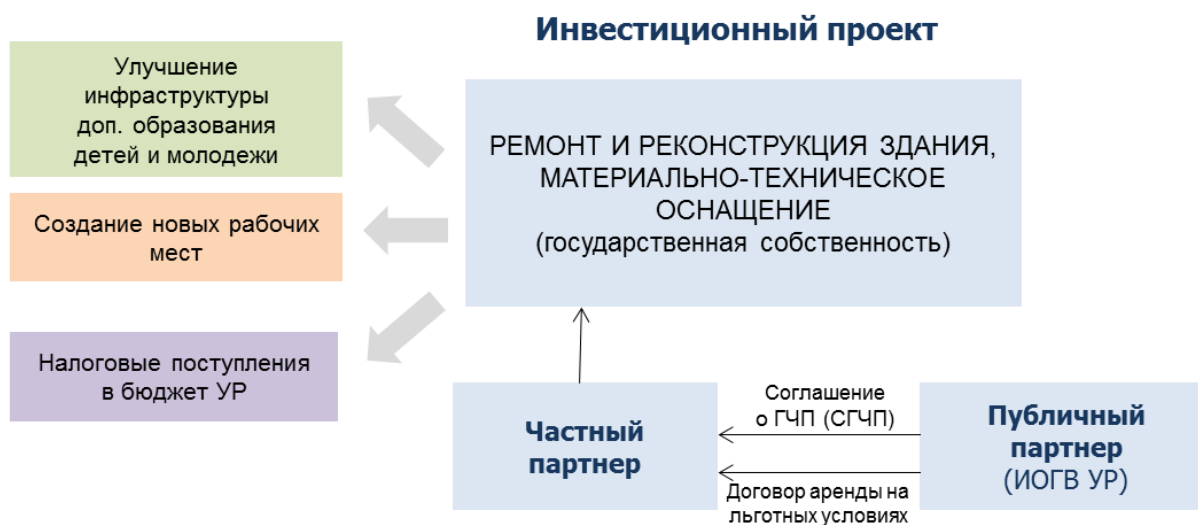 Инвестиционный проект
Улучшение
инфраструктуры
доп. образования
детей и молодежи
Создание новых рабочих
мест
Налоговые поступления
в бюджет УР
РЕМОНТ И РЕКОНСТРУКЦИЯ ЗДАНИЯ,
МАТЕРИАЛЬНО-ТЕХНИЧЕСКОЕ
ОСНАЩЕНИЕ
(государственная собственность)
Частный
партнер
Соглашение
о ГЧП (СГЧП)
Договор аренды на
льготных условиях
Публичный
партнер
(ИОГВ УР)